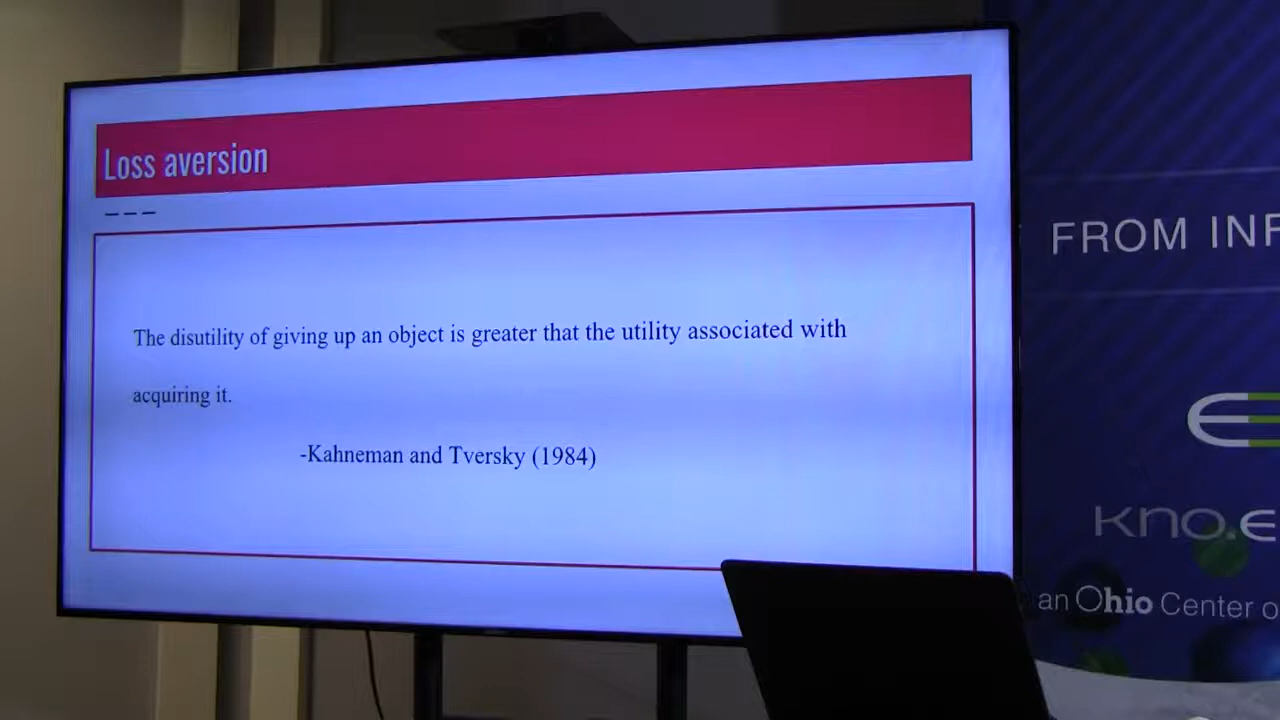 Loss aversion
The disutility of giving up an object is greater that the utility associated with
acquiring it.
-Kahneman and Tversky (1984)
FROM
kno.e
an Ohio Center